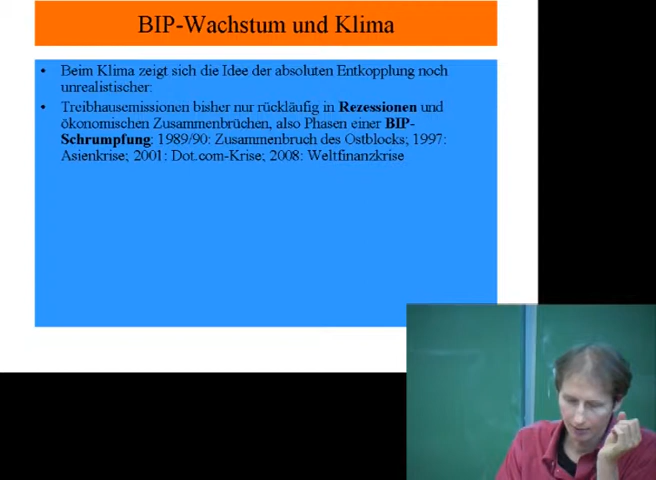 BIP-Wachstum und Klima
• Beim Klima zeigt sich die Idee der absoluten Entkopplung noch
unrealistischer:
• Treibhausemissionen bisher nur rückläufig in Rezessionen und
ökonomischen Zusammenbrüchen, also Phasen einer BIP-
Schrumpfung: 1989/90: Zusammenbruch des Ostblocks; 1997:
Asienkrise; 2001: Dot.com-Krise; 2008: Weltfinanzkrise